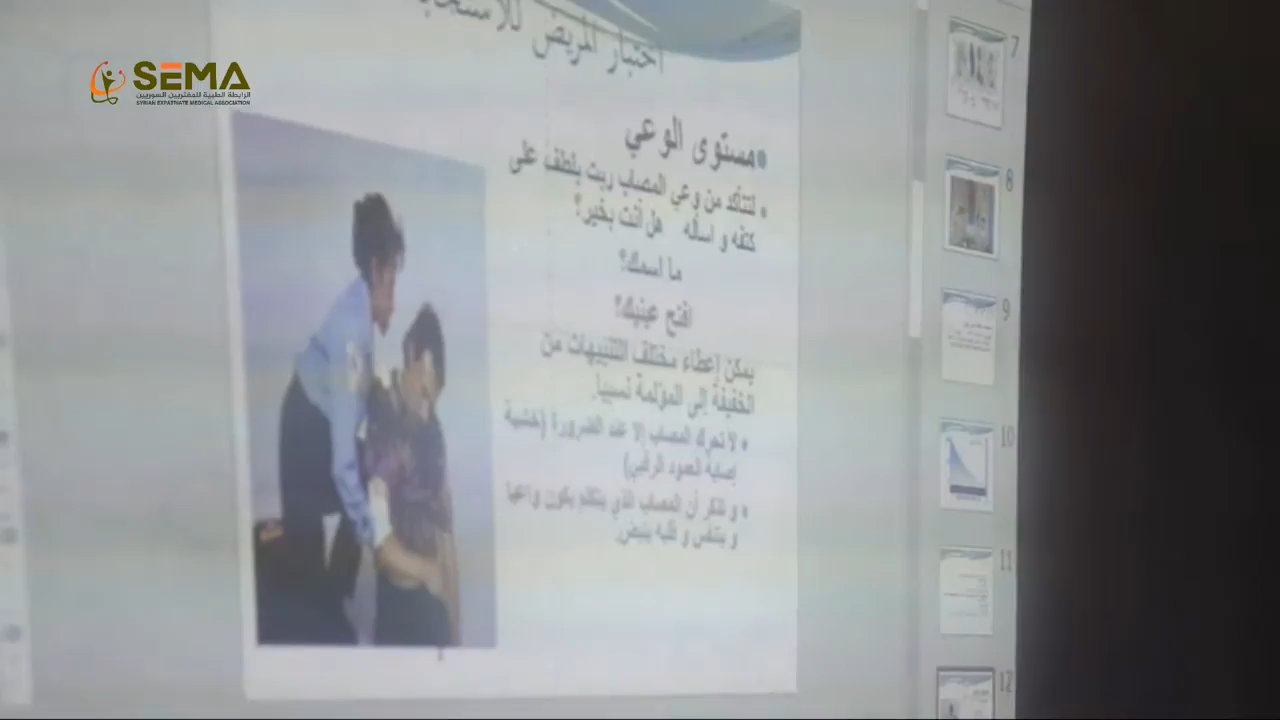 SEMA
الرابطة الطبية للمغتربين السوريين
SYRIAN EXPATRIATE MEDICAL ASSOCIATION
اختبار المريض
•مستوى الوعي
• لتتأكد من وعي المصاب ربت بلطف على
كتفه و اسأله هل أنت بخير؟
ما اسمك؟
افتح عينيك؟
يمكن إعطاء مختلف التنبيهات من
الخفيفة إلى المؤلمة نسبيا.
• لا تحرك المصاب إلا عند الضرورة (خشية
إصابة العمود الرقبي)
• و تذكر أن المصاب الذي يتكلم يكون واعيا
و يتنفس و قلبه ينبض.
7
8
9
10
11
12